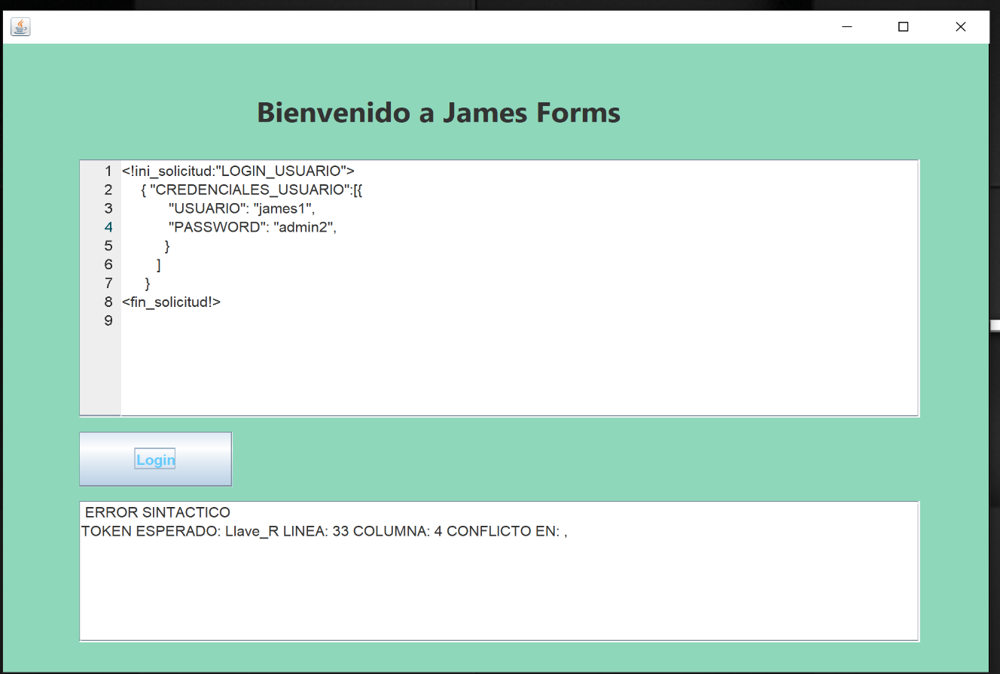 Bienvenido a James Forms
1 <!ini_solicitud:"LOGIN_USUARIO">
2 { "CREDENCIALES_USUARIO":[{
3 "USUARIO": "james1",
4 "PASSWORD": "admin2",
5 }
6 ]
7 }
8 <fin_solicitud!>
9
Login
ERROR SINTACTICO
TOKEN ESPERADO: Llave_R LINEA: 33 COLUMNA: 4 CONFLICTO EN: ,